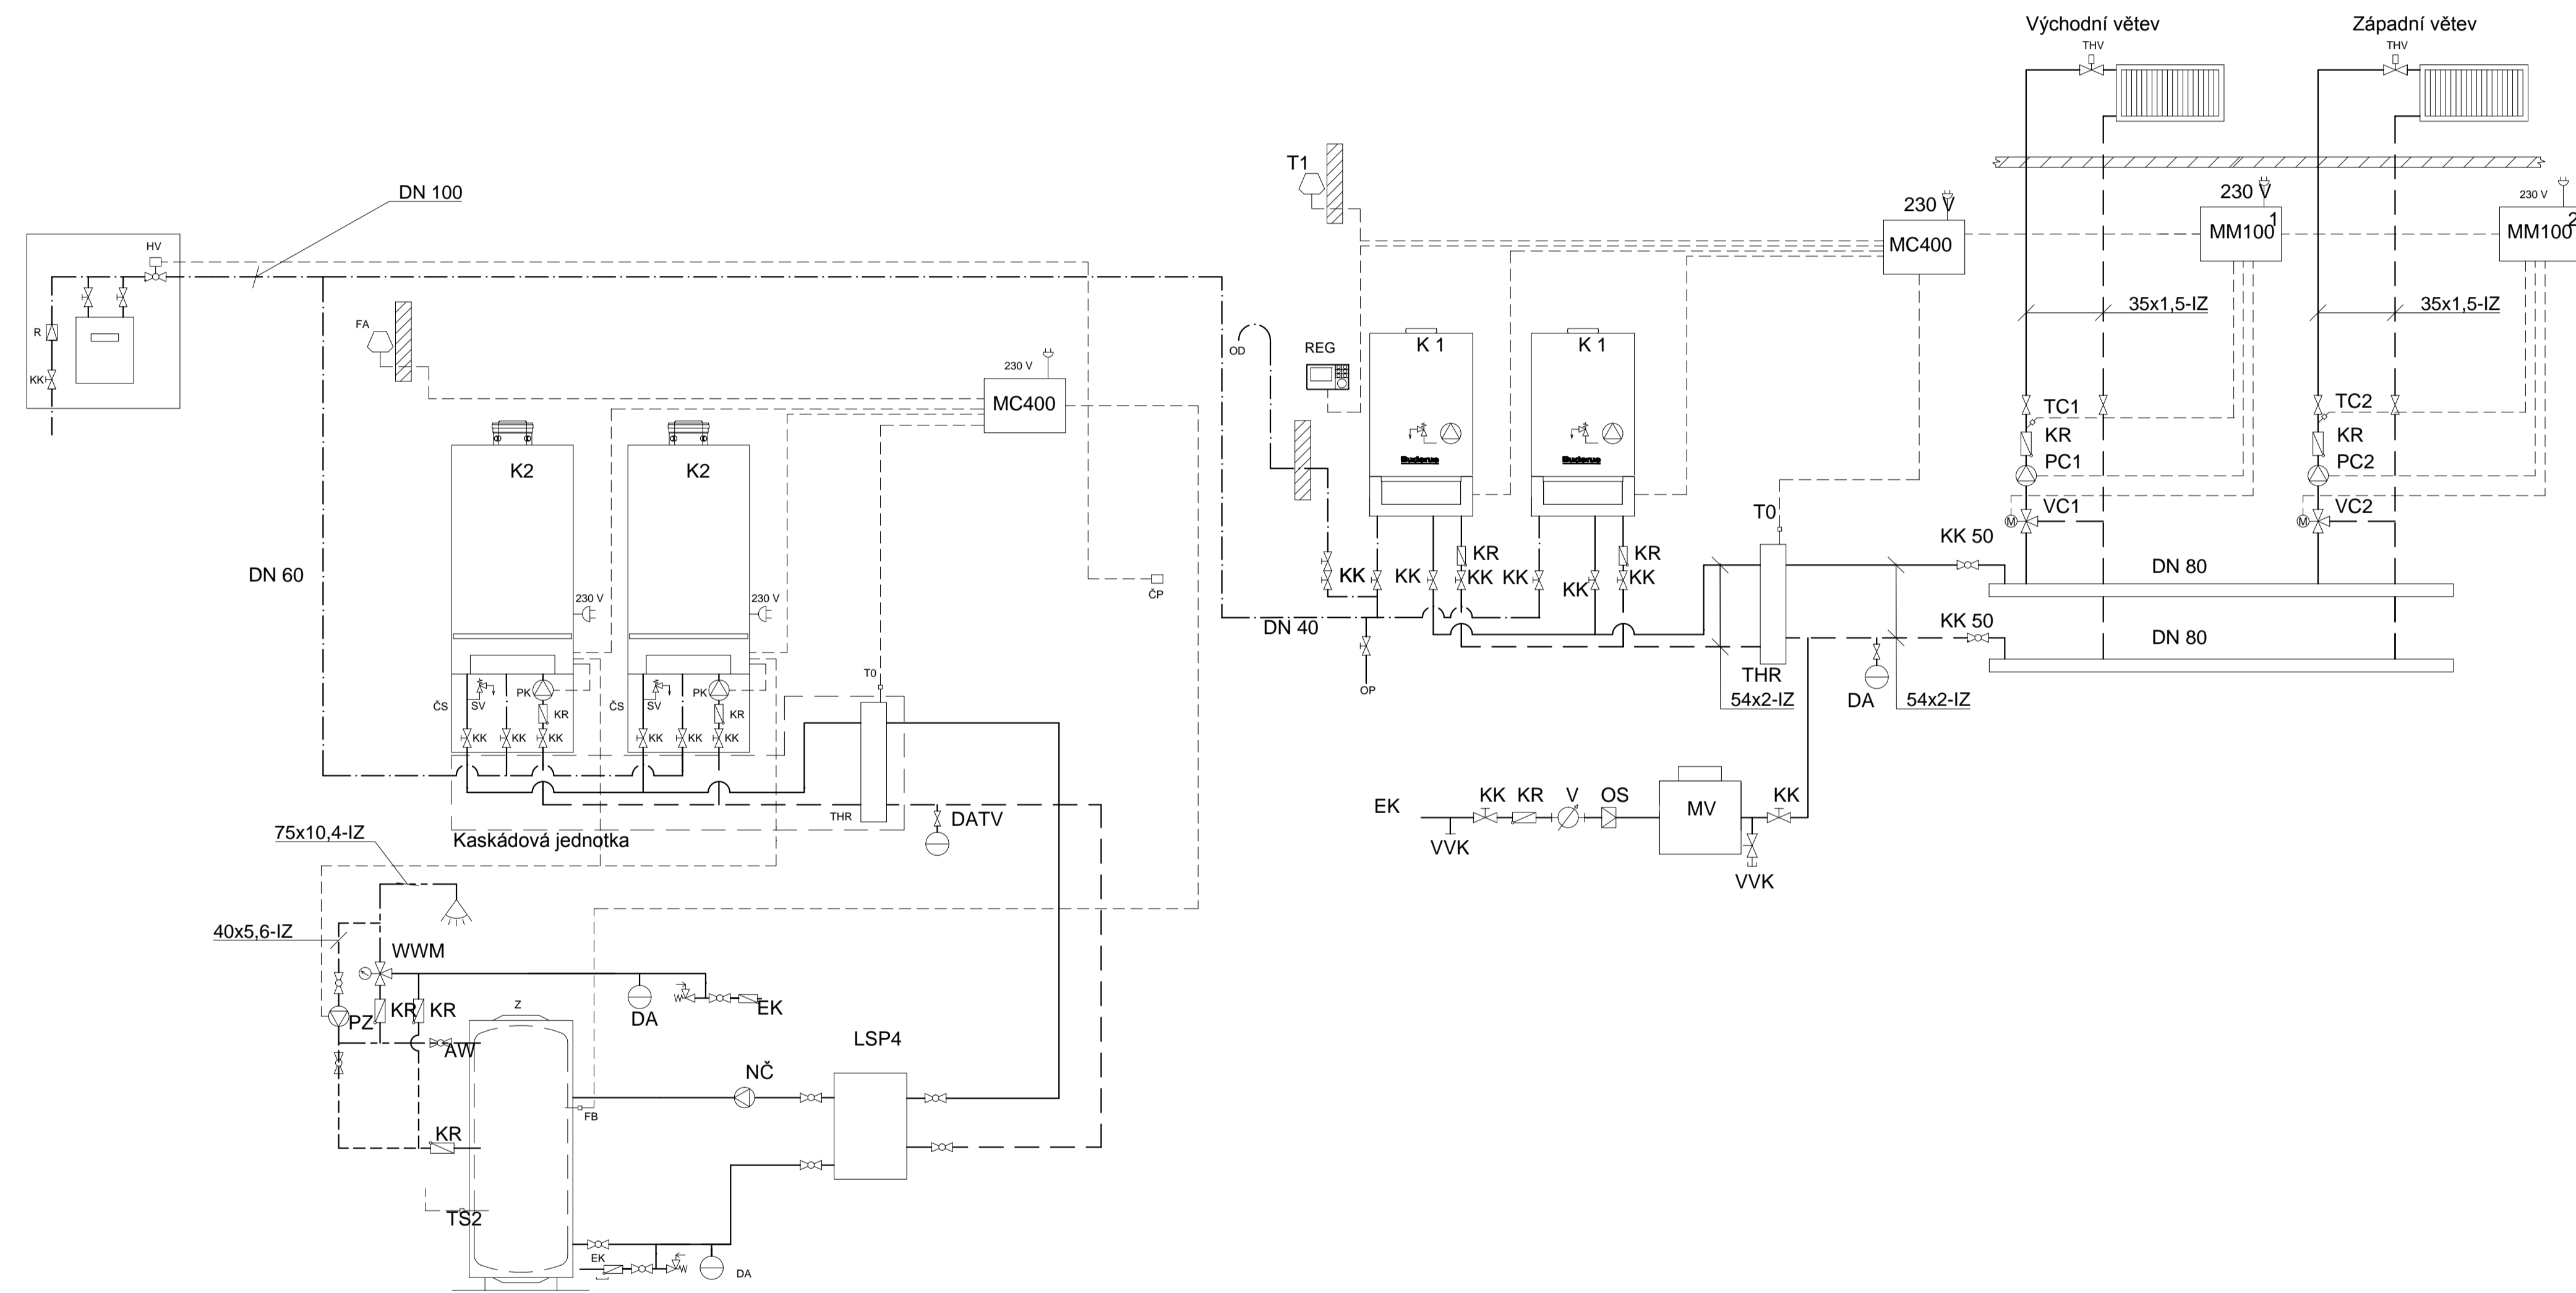 Východní větev
Západní větev
THV
THV
T1
DN 100
230 V
230 V
230 V
1
2
MM100
MM100
MC400
HV
R
KK
FA
35x1,5-IZ
35x1,5-IZ
OD
REG
K 1
K 1
230 V
MC400
TC1
TC2
KR
KR
PC1
PC2
Buderus
Buderus
K2
K2
VC1
VC2
M
M
T0
KK 50
DN 60
KR
KR
KK
KK
KK
KK
KK
KK
DN 80
ČP
230 V
230 V
DN 40
KK 50
DN 80
T0
THR
OP
54x2-IZ
DA
54x2-IZ
ČS
SV
PK
KR
ČS
SV
PK
KR
KK
KK
KK
KK
KK
KK
THR
DATV
EK
KK
KR
V
OS
MV
KK
VVK
VVK
75x10,4-IZ
Kaskádová jednotka
40x5,6-IZ
WWM
Z
PZ
KR
KR
DA
EK
AW
LSP4
NČ
FB
KR
TS2
EK
DA